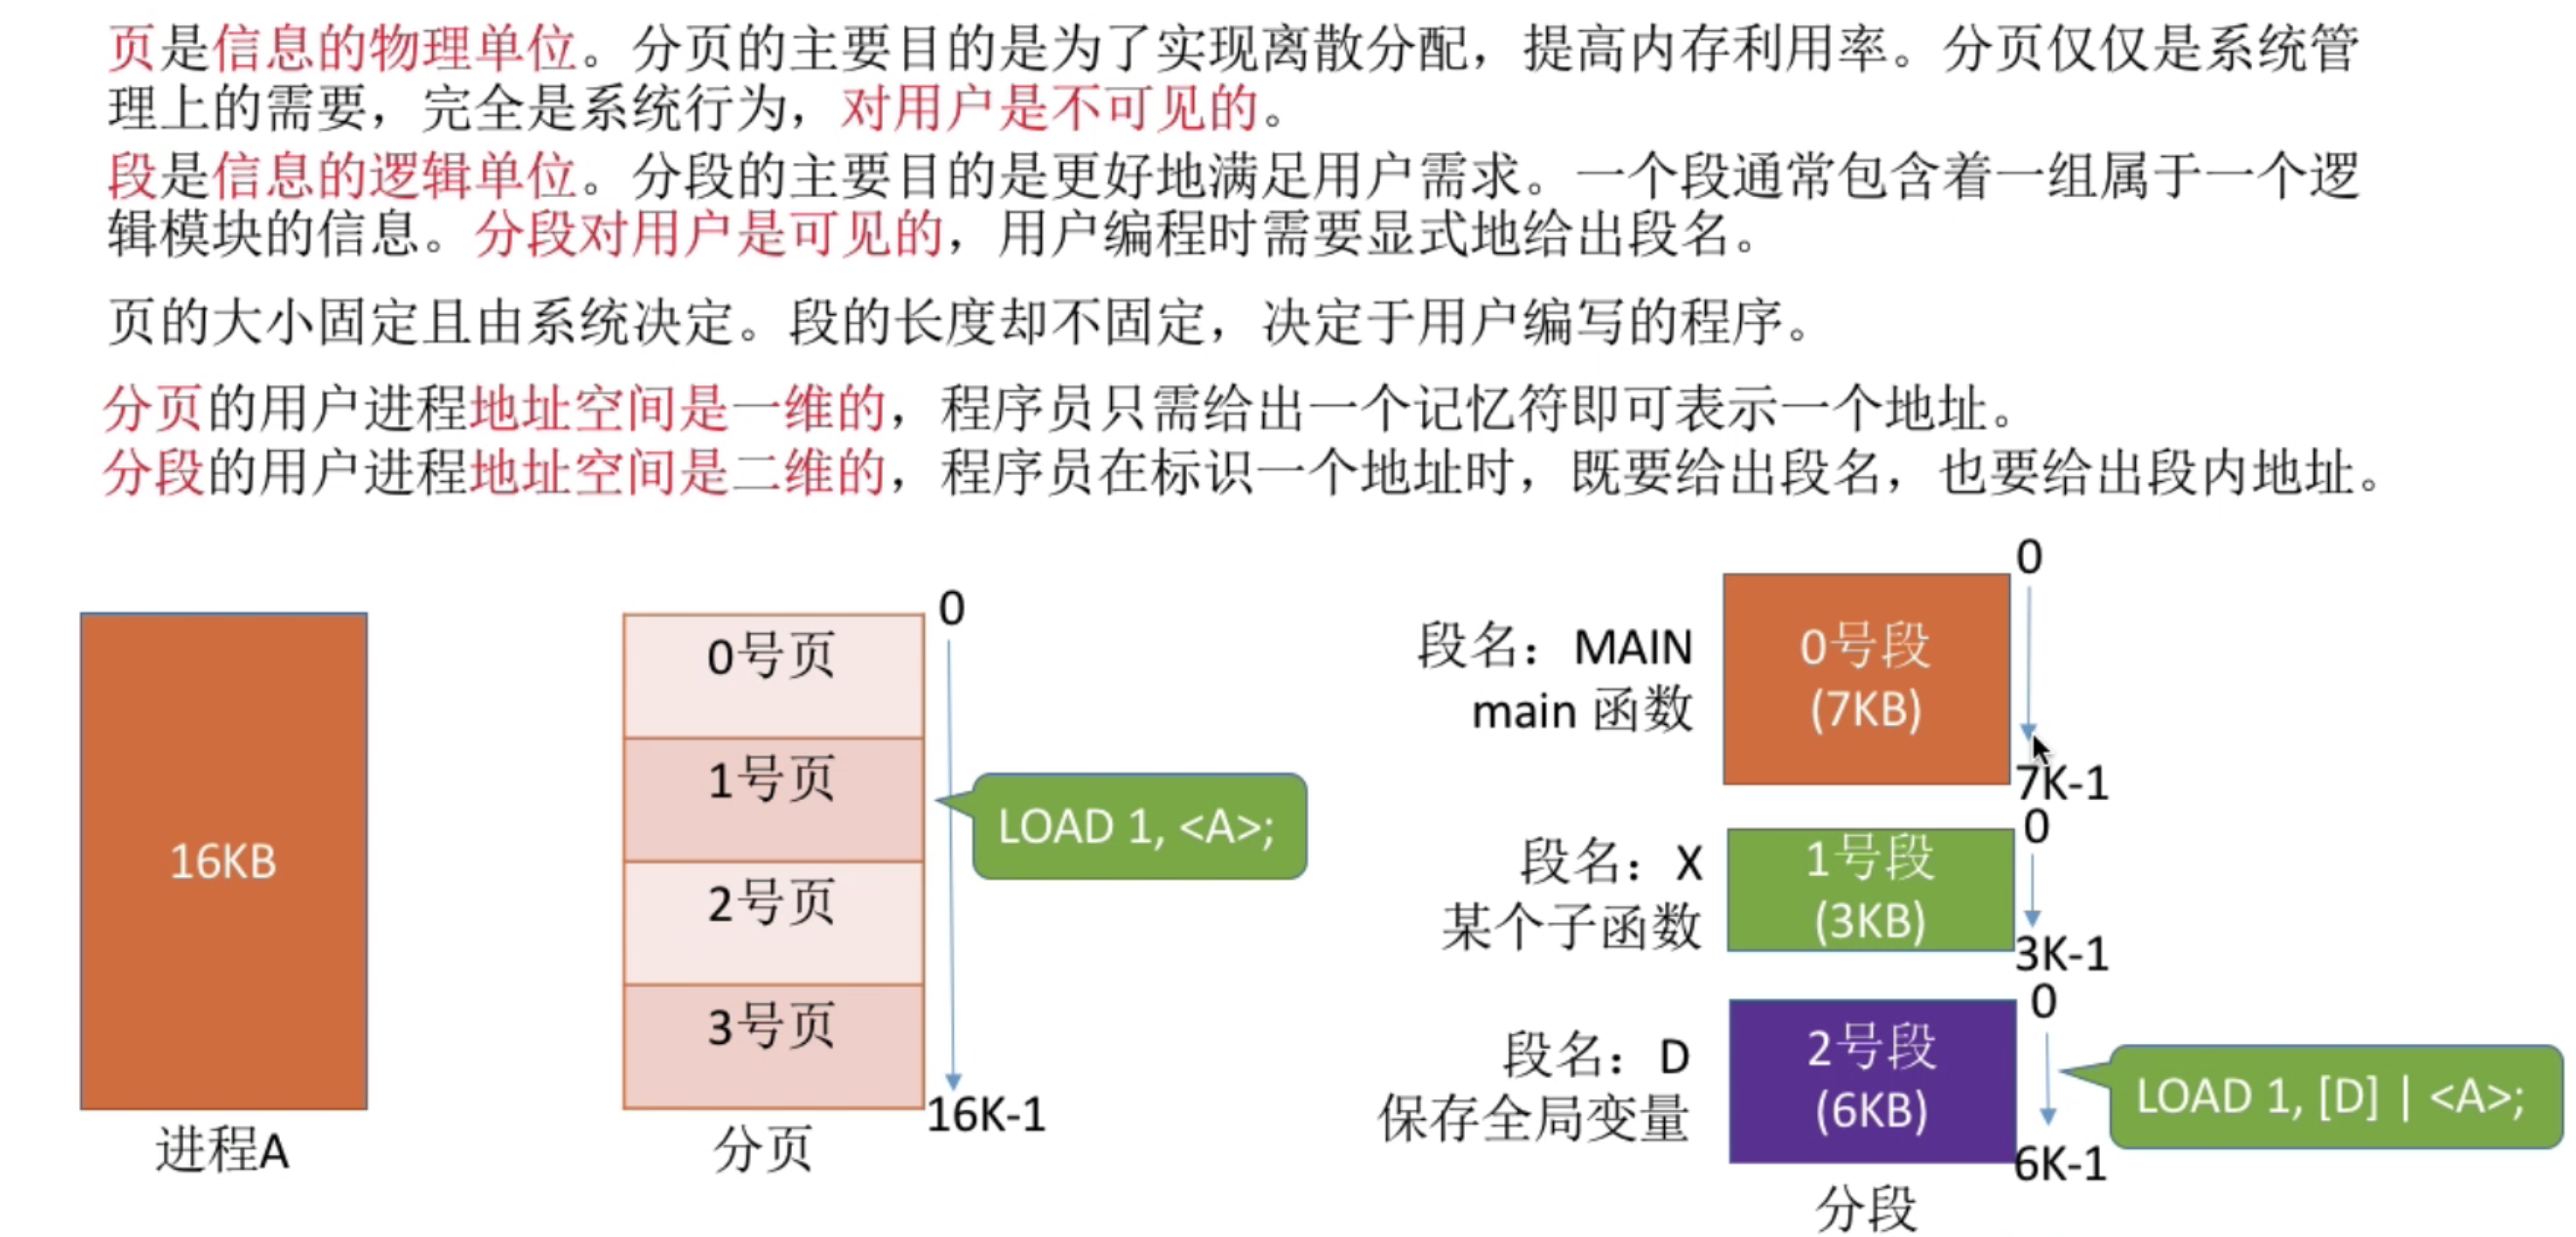 页是信息的物理单位。分页的主要目的是为了实现离散分配，提高内存利用率。分页仅仅是系统管
理上的需要，完全是系统行为，对用户是不可见的。
段是信息的逻辑单位。分段的主要目的是更好地满足用户需求。一个段通常包含着一组属于一个逻
辑模块的信息。分段对用户是可见的，用户编程时需要显式地给出段名。
页的大小固定且由系统决定。段的长度却不固定，决定于用户编写的程序。
分页的用户进程地址空间是一维的，程序员只需给出一个记忆符即可表示一个地址。
分段的用户进程地址空间是二维的，程序员在标识一个地址时，既要给出段名，也要给出段内地址。
16KB
进程A
0
0号页
1号页
2号页
3号页
16K-1
LOAD 1, <A>;
分页
0
段名：MAIN
main 函数
0号段
(7KB)
7K-1
0
段名：X
某个子函数
1号段
(3KB)
3K-1
0
段名：D
保存全局变量
2号段
(6KB)
6K-1
LOAD 1, [D] | <A>;
分段